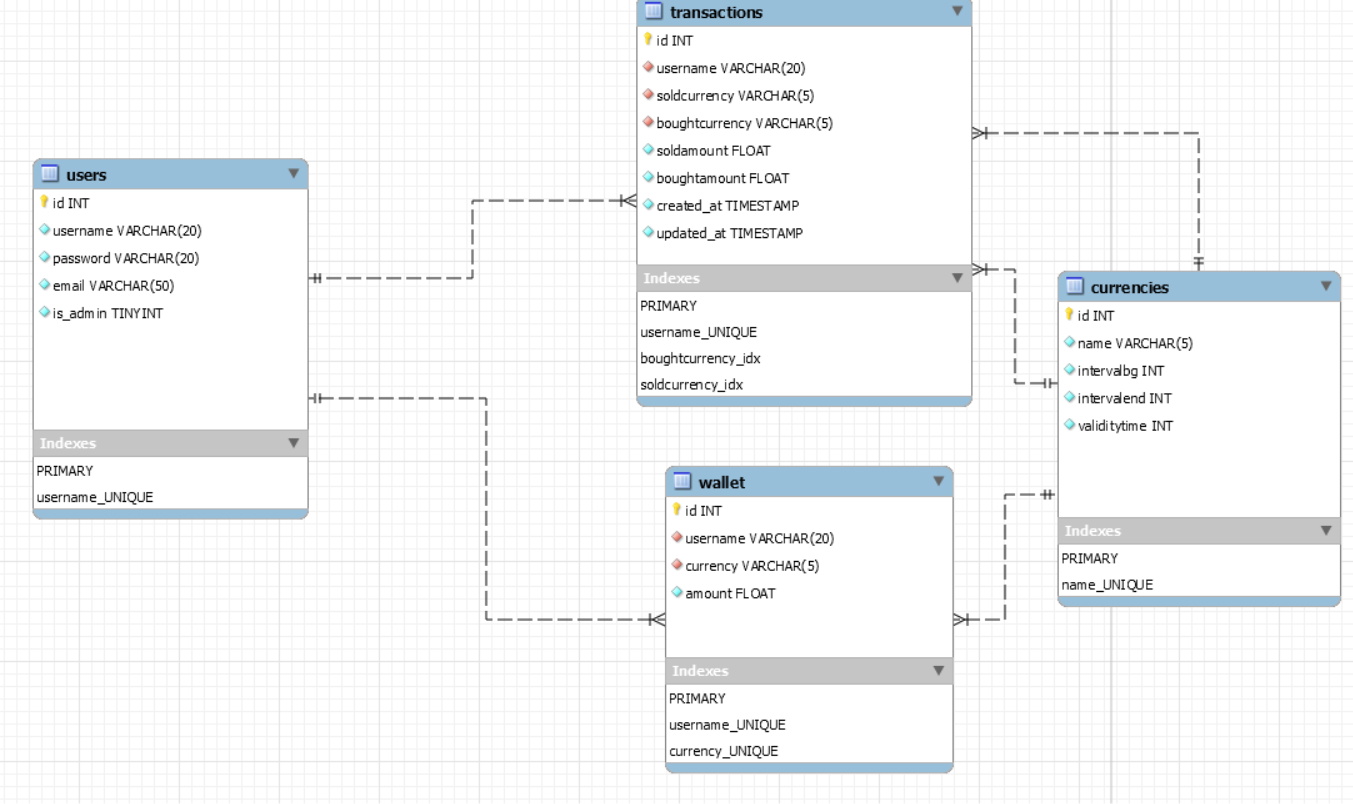 transactions
id INT
username VARCHAR(20)
soldcurrency VARCHAR(5)
boughtcurrency VARCHAR(5)
soldamount FLOAT
boughtamount FLOAT
created_at TIMESTAMP
updated_at TIMESTAMP
Indexes
PRIMARY
username_UNIQUE
boughtcurrency_idx
soldcurrency_idx
users
id INT
username VARCHAR(20)
password VARCHAR(20)
email VARCHAR(50)
is_admin TINYINT
Indexes
PRIMARY
username_UNIQUE
currencies
id INT
name VARCHAR(5)
intervalbg INT
intervalend INT
validitytime INT
Indexes
PRIMARY
name_UNIQUE
wallet
id INT
username VARCHAR(20)
currency VARCHAR(5)
amount FLOAT
Indexes
PRIMARY
username_UNIQUE
currency_UNIQUE